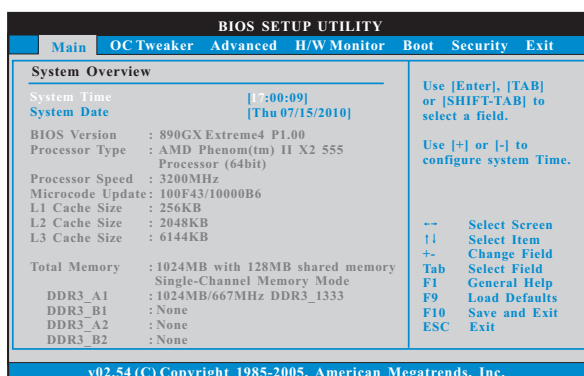 BIOS SETUP UTILITY
Main OC Tweaker Advanced H/W Monitor Boot Security Exit
System Overview
System Time [17:00:09]
System Date [Thu 07/15/2010]
BIOS Version : 890GX Extreme4 P1.00
Processor Type : AMD Phenom(tm) II X2 555
Processor (64bit)
Processor Speed : 3200MHz
Microcode Update : 100F43/10000B6
L1 Cache Size : 256KB
L2 Cache Size : 2048KB
L3 Cache Size : 6144KB
Total Memory : 1024MB with 128MB shared memory
Single-Channel Memory Mode
DDR3_A1 : 1024MB/667MHz DDR3_1333
DDR3_B1 : None
DDR3_A2 : None
DDR3_B2 : None
Use [Enter], [TAB]
or [SHIFT-TAB] to
select a field.
Use [+] or [-] to
configure system Time.
←→ Select Screen
↑↓ Select Item
+- Change Field
Tab Select Field
F1 General Help
F9 Load Defaults
F10 Save and Exit
ESC Exit
v02.54 (C) Copyright 1985-2005, American Megatrends, Inc.